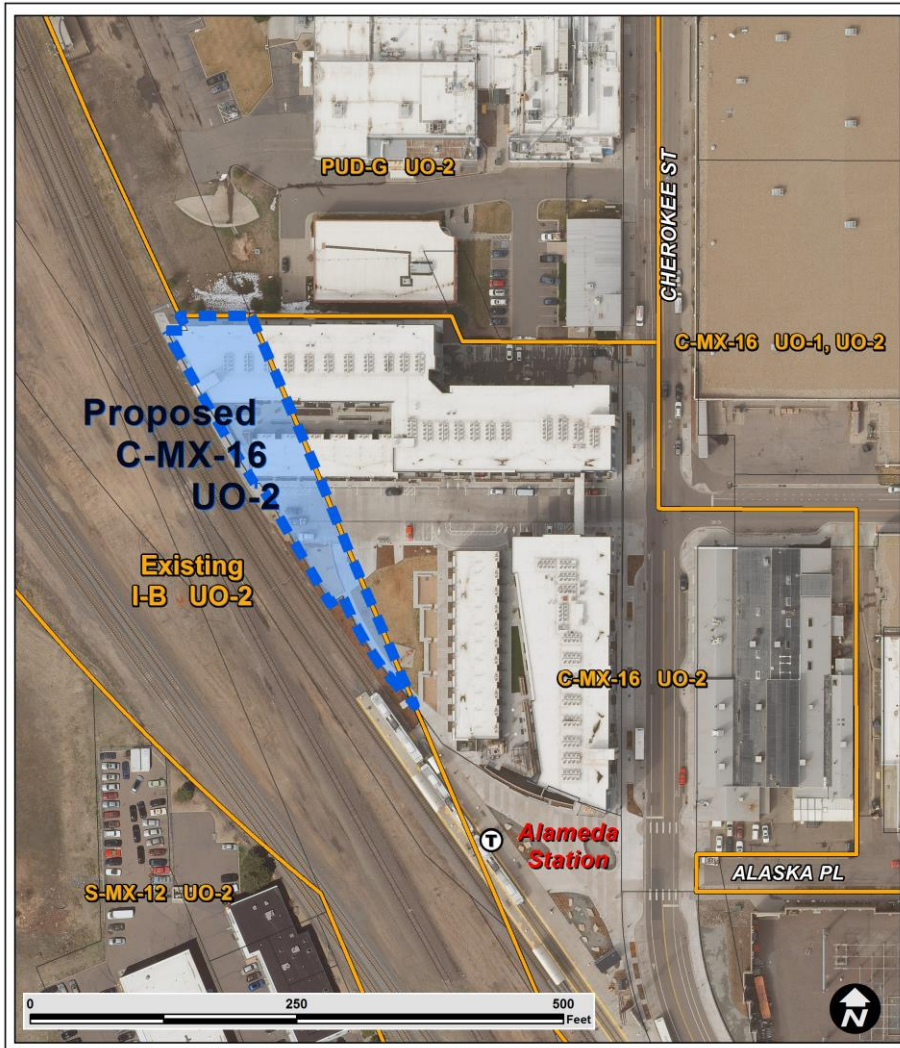 PUD-G UO-2
CHEROKEE ST
C-MX-16 UO-1, UO-2
Proposed
C-MX-16
UO-2
Existing
I-B UO-2
C-MX-16 UO-2
T
Alameda
Station
ALASKA PL
S-MX-12 UO-2
0 250 500
Feet
N